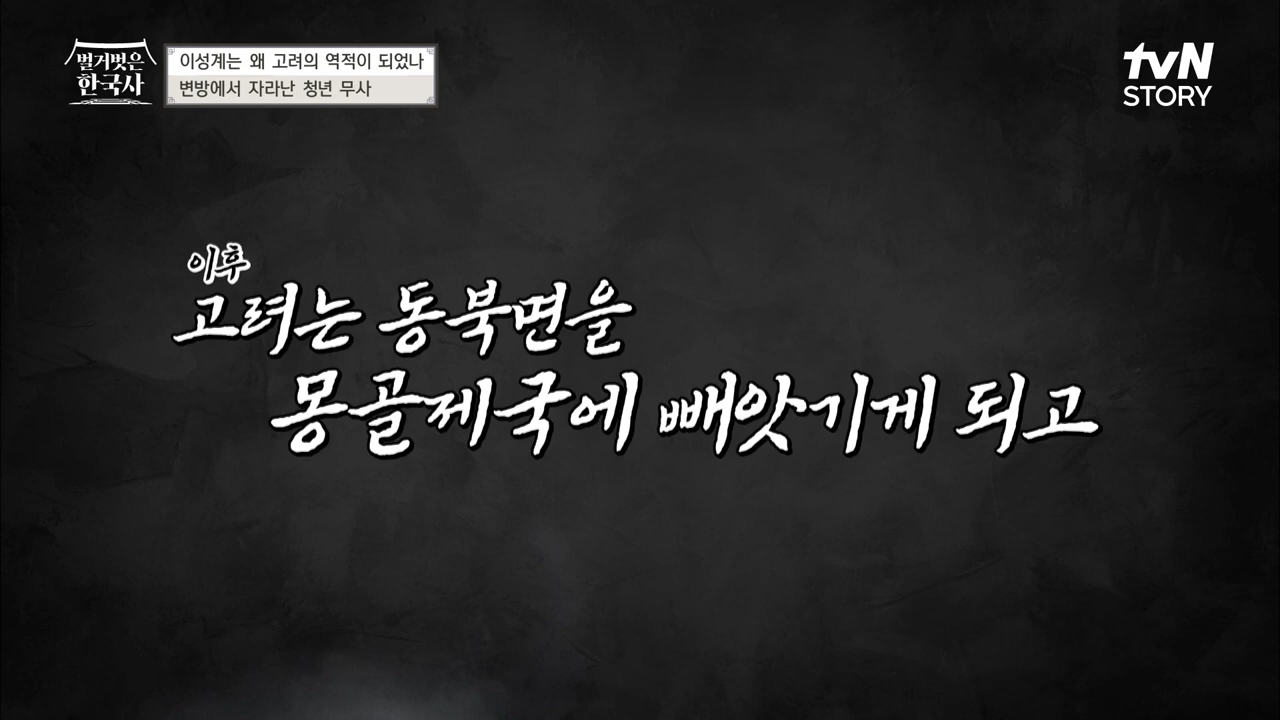 벌거벗은
한국사
이성계는 왜 고려의 역적이 되었나
변방에서 자라난 청년 무사
tvN
STORY
이후
고려는 동북면을
몽골제국에 빼앗기게 되고